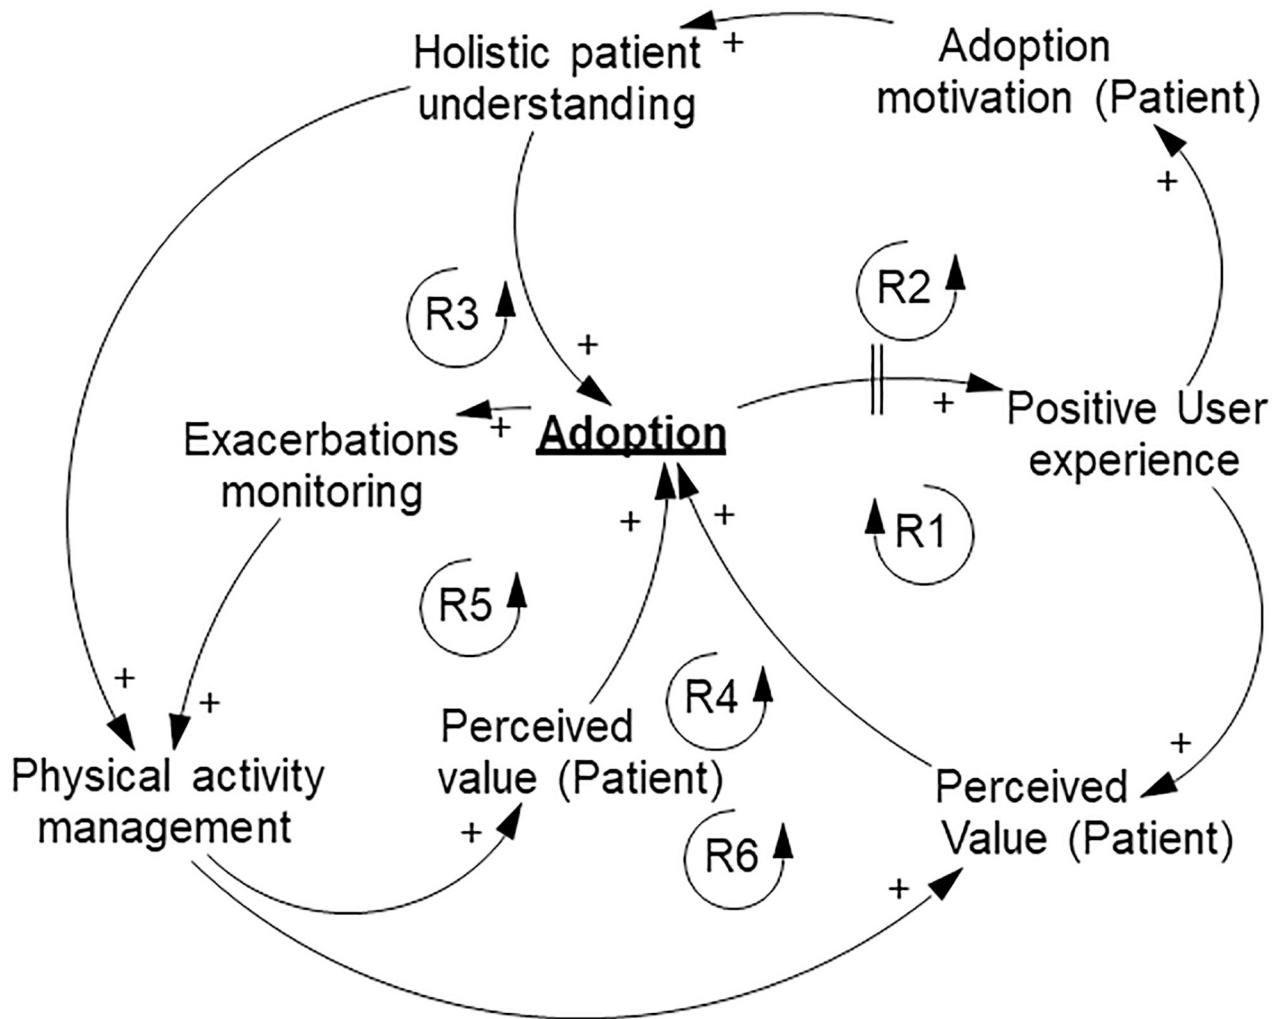 Holistic patient
understanding
+
Adoption
motivation (Patient)
+
R2
R3
+
+
Positive User
experience
Adoption
+
Exacerbations
monitoring
+
+
R1
R5
+
+
R4
Perceived
value (Patient)
+
Physical activity
management
Perceived
Value (Patient)
+
R6
+